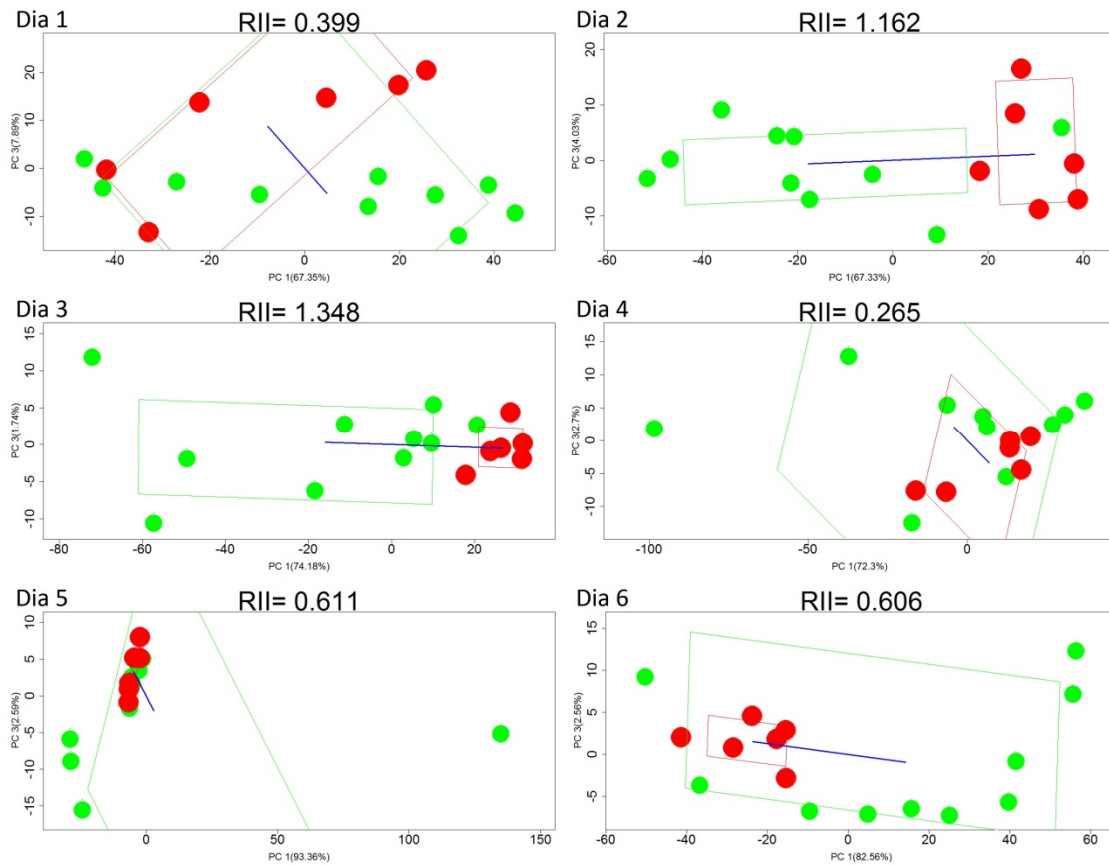 Dia 1
RII= 0.399
20
10
0
-10
PC 3(7.89%)
-40
-20
0
20
40
PC 1(67.35%)
Dia 2
RII= 1.162
20
10
0
-10
PC 3(4.03%)
-60
-40
-20
0
20
40
PC 1(67.33%)
Dia 3
RII= 1.348
15
10
5
0
-5
-10
PC 3(1.74%)
-80
-60
-40
-20
0
20
PC 1(74.18%)
Dia 4
RII= 0.265
15
10
5
0
-5
-10
PC 3(2.7%)
-100
-50
0
PC 1(72.3%)
Dia 5
RII= 0.611
10
5
0
-5
-10
-15
PC 3(2.59%)
0
50
100
150
PC 1(93.36%)
Dia 6
RII= 0.606
15
10
5
0
-5
PC 3(2.56%)
-60
-40
-20
0
20
40
60
PC 1(82.56%)